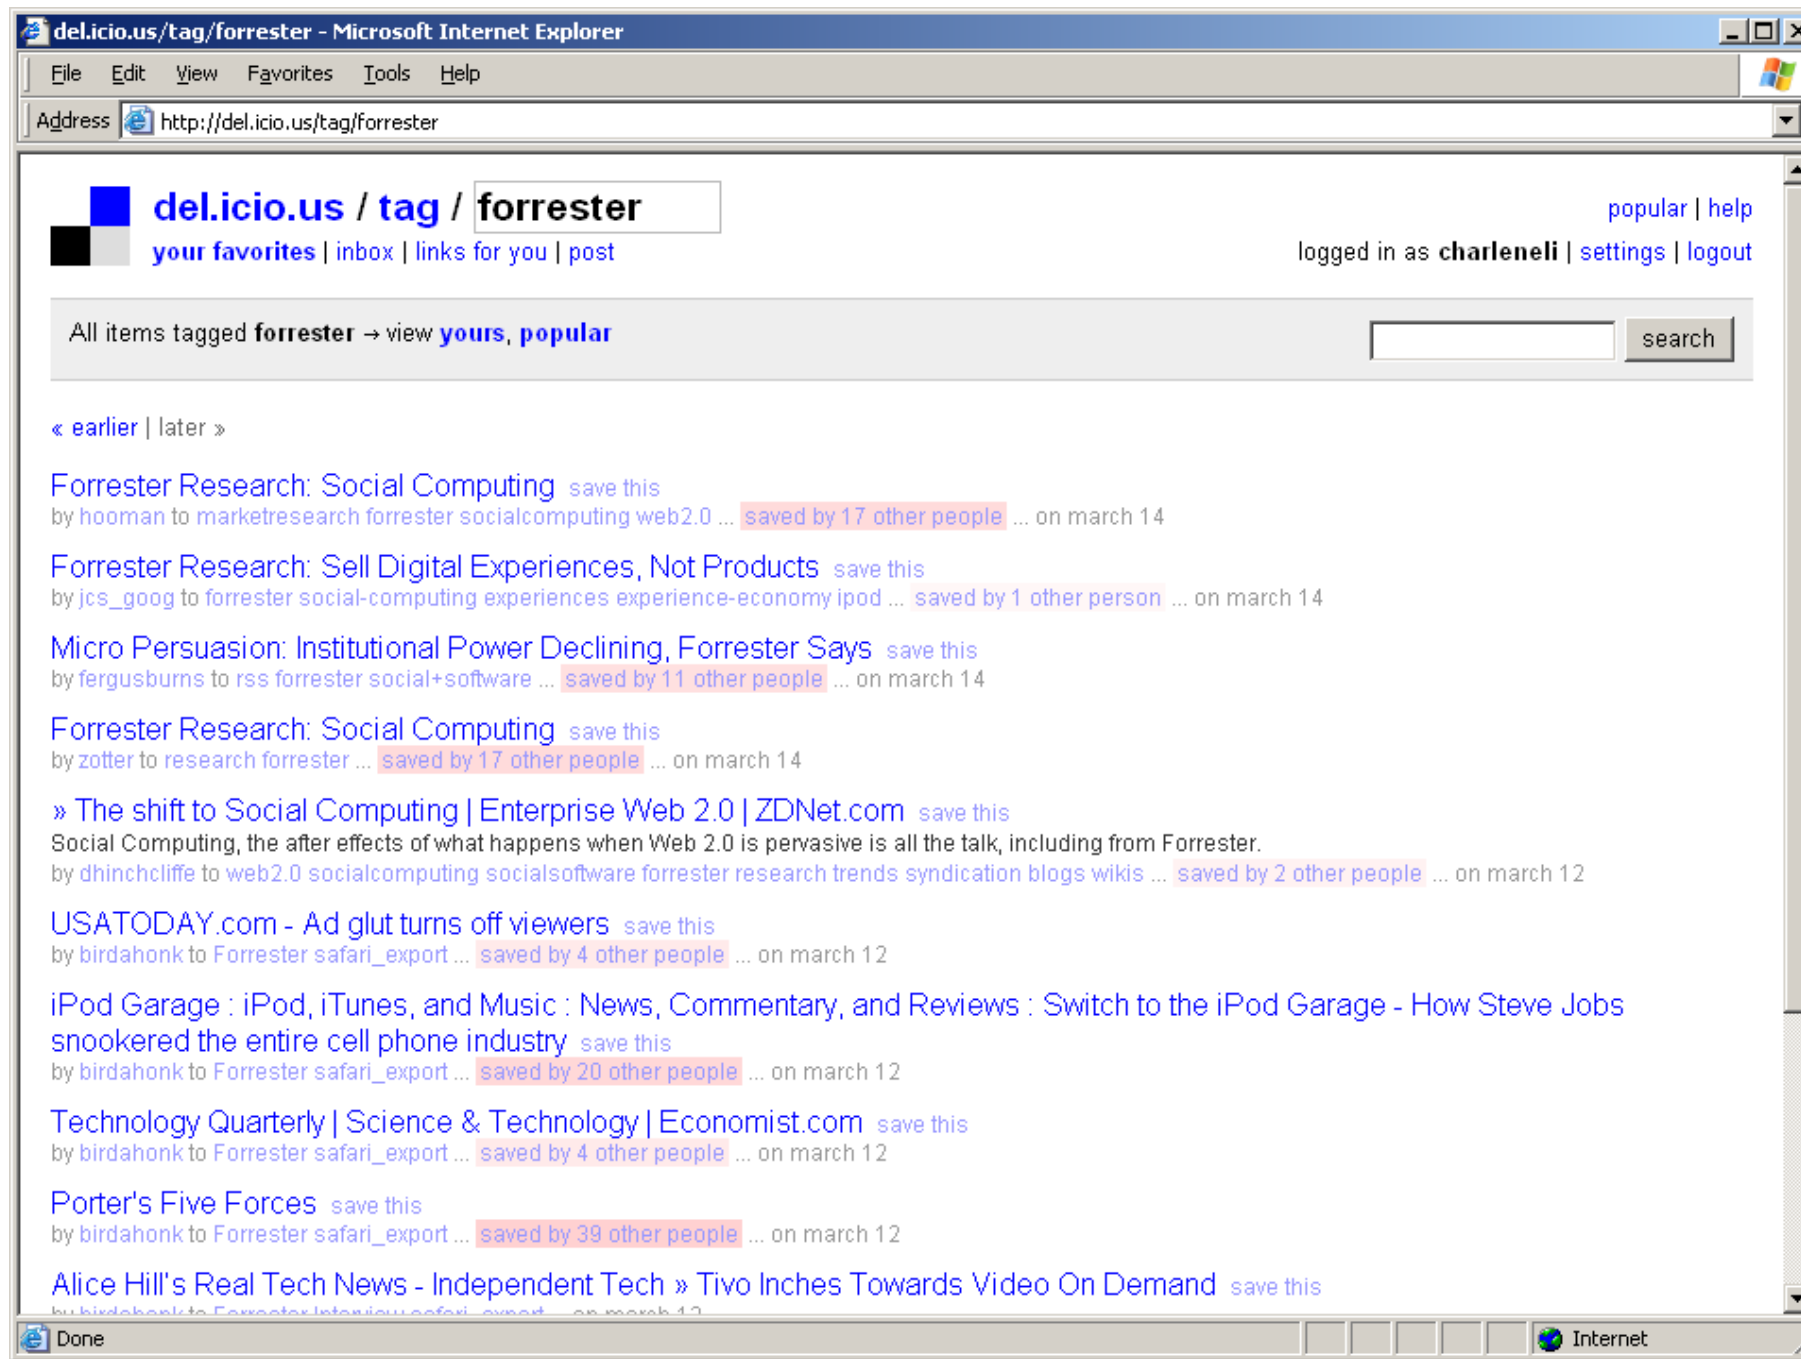 del.icio.us/tag/forrester - Microsoft Internet Explorer
File Edit View Favorites Tools Help
Address http://del.icio.us/tag/forrester
del.icio.us / tag / forrester
popular | help
your favorites | inbox | links for you | post
logged in as charleneli | settings | logout
All items tagged forrester → view yours, popular
search
« earlier | later »
Forrester Research: Social Computing save this
by hooman to marketresearch forrester socialcomputing web2.0 ... saved by 17 other people ... on march 14
Forrester Research: Sell Digital Experiences, Not Products save this
by jcs_goog to forrester social-computing experiences experience-economy ipod ... saved by 1 other person ... on march 14
Micro Persuasion: Institutional Power Declining, Forrester Says save this
by fergusburns to rss forrester social+software ... saved by 11 other people ... on march 14
Forrester Research: Social Computing save this
by zotter to research forrester ... saved by 17 other people ... on march 14
» The shift to Social Computing | Enterprise Web 2.0 | ZDNet.com save this
Social Computing, the after effects of what happens when Web 2.0 is pervasive is all the talk, including from Forrester.
by dhinchcliffe to web2.0 socialcomputing socialsoftware forrester research trends syndication blogs wikis ... saved by 2 other people ... on march 12
USATODAY.com - Ad glut turns off viewers save this
by birdahonk to Forrester safari_export ... saved by 4 other people ... on march 12
iPod Garage : iPod, iTunes, and Music : News, Commentary, and Reviews : Switch to the iPod Garage - How Steve Jobs
snookered the entire cell phone industry save this
by birdahonk to Forrester safari_export ... saved by 20 other people ... on march 12
Technology Quarterly | Science & Technology | Economist.com save this
by birdahonk to Forrester safari_export ... saved by 4 other people ... on march 12
Porter's Five Forces save this
by birdahonk to Forrester safari_export ... saved by 39 other people ... on march 12
Alice Hill's Real Tech News - Independent Tech » Tivo Inches Towards Video On Demand save this
by birdahonk to Forrester Interview safari_export ... on march 12
Done
Internet